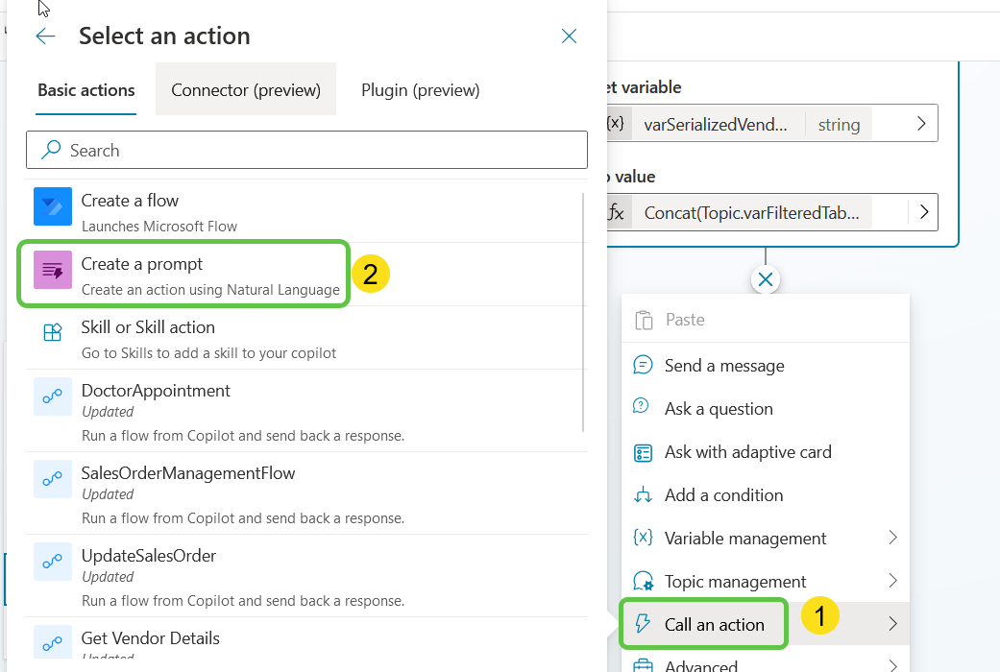 Select an action
Basic actions
Connector (preview)
Plugin (preview)
Search
Create a flow
Launches Microsoft Flow
Create a prompt
Create an action using Natural Language
2
Skill or Skill action
Go to Skills to add a skill to your copilot
DoctorAppointment
Updated
Run a flow from Copilot and send back a response.
SalesOrderManagementFlow
Updated
Run a flow from Copilot and send back a response.
UpdateSalesOrder
Updated
Run a flow from Copilot and send back a response.
Get Vendor Details
Updated
et variable
{x} varSerializedVend... string
o value
fx Concat(Topic.varFilteredTab...
Paste
Send a message
Ask a question
Ask with adaptive card
Add a condition
{x} Variable management
Topic management
Call an action
1
Advanced